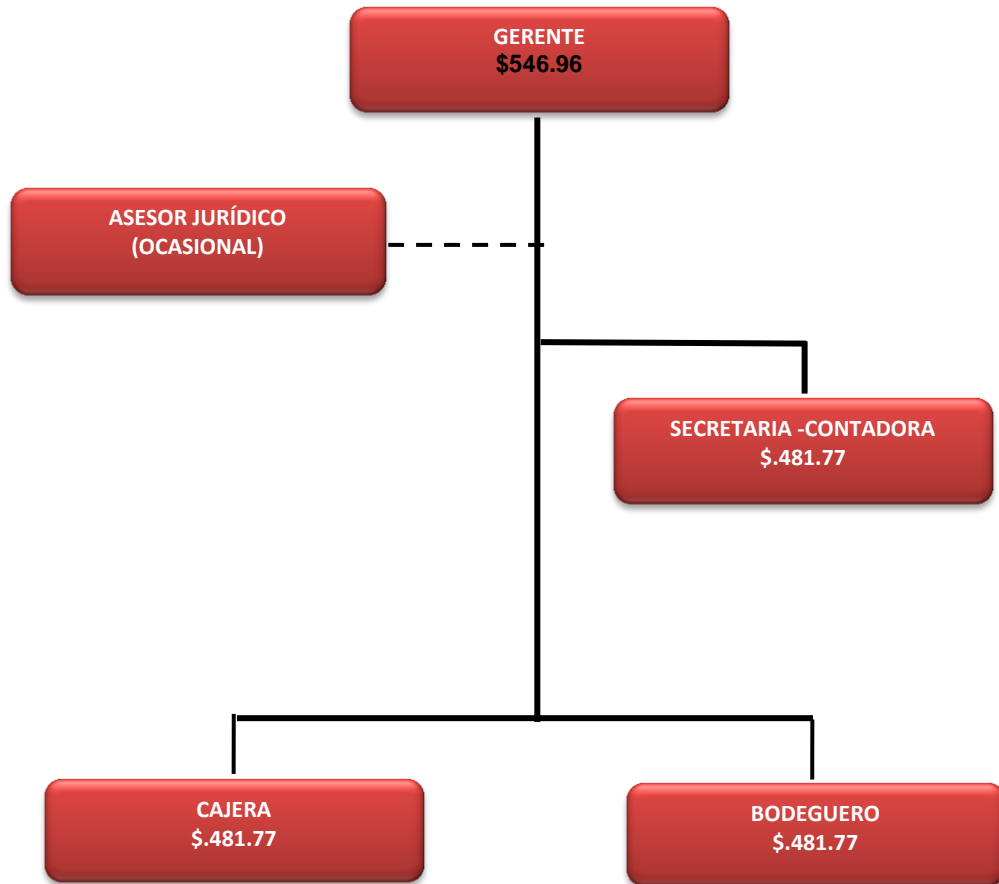 GERENTE
$546.96
ASESOR JURÍDICO
(OCASIONAL)
SECRETARIA -CONTADORA
$.481.77
CAJERA
$.481.77
BODEGUERO
$.481.77